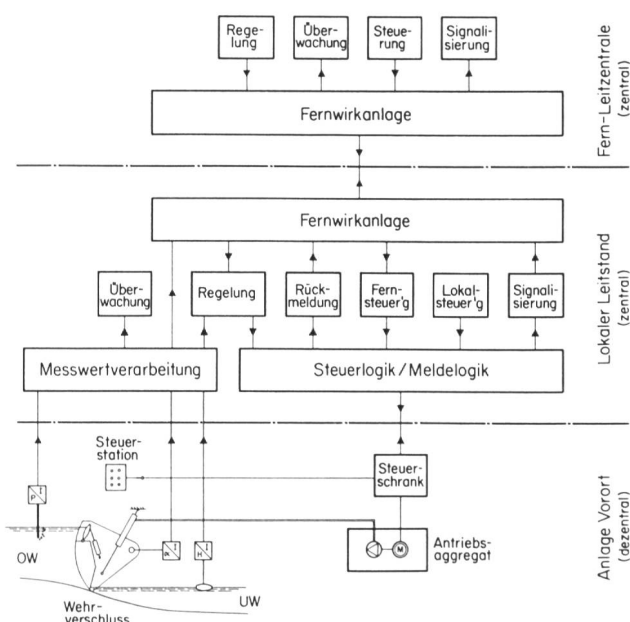 Rege-
lung
Über-
wachung
Steue-
rung
Signali-
sierung
Fernwirkanlage
Fern-Leitzentrale
(zentral)
Fernwirkanlage
Über-
wachung
Regelung
Rück-
meldung
Fern-
steuer'g
Lokal-
steuer'g
Signali-
sierung
Messwertverarbeitung
Steuerlogik/Meldelogik
Lokaler Leitstand
(zentral)
Steuer-
station
Steuer-
schrank
P
I
OW
α
I
H
I
M
Antriebs-
aggregat
UW
Wehr-
verschluss
Anlage Vorort
(dezentral)